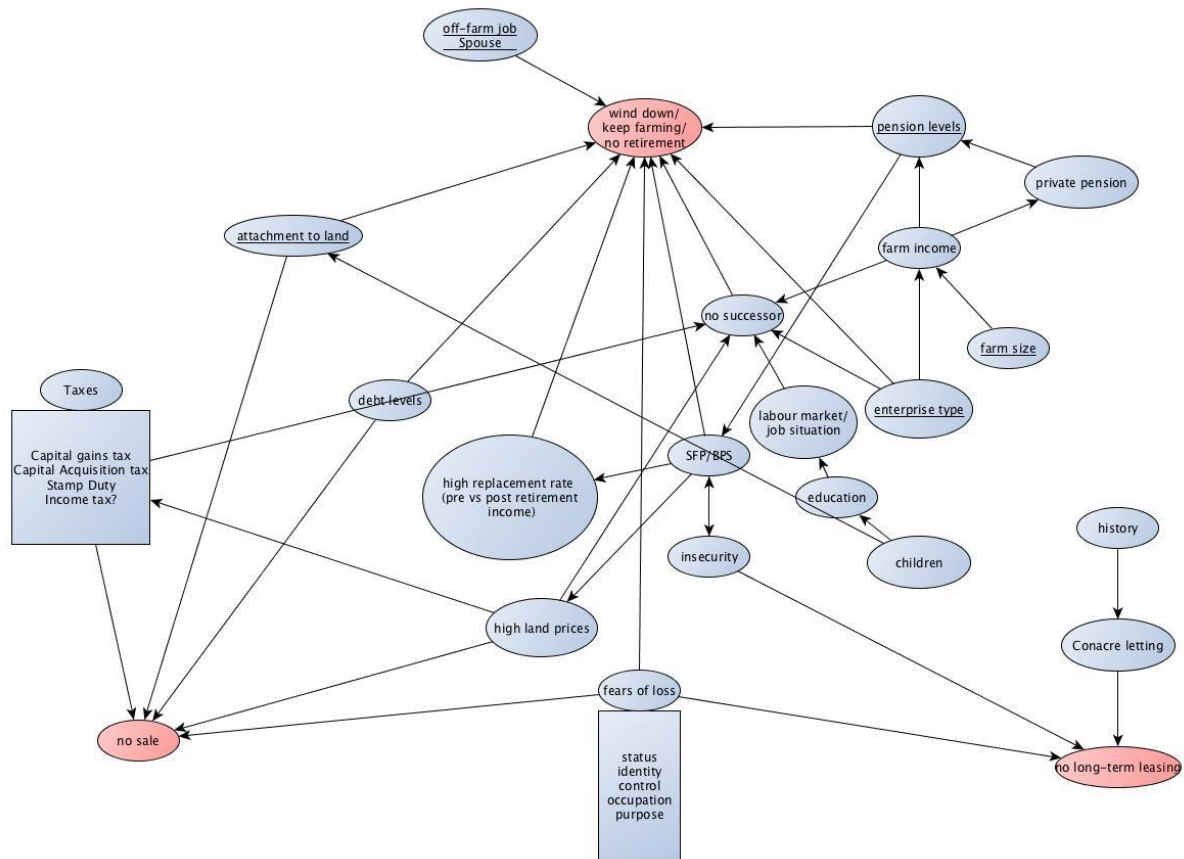 off-farm job
Spouse
wind down/
keep farming/
no retirement
pension levels
private pension
attachment to land
farm income
no successor
farm size
Taxes
debt levels
enterprise type
labour market/
job situation
Capital gains tax
Capital Acquisition tax
Stamp Duty
Income tax?
SFP/BPS
high replacement rate
(pre vs post retirement
income)
education
history
insecurity
children
high land prices
Conacre letting
fears of loss
no sale
no long-term leasing
status
identity
control
occupation
purpose